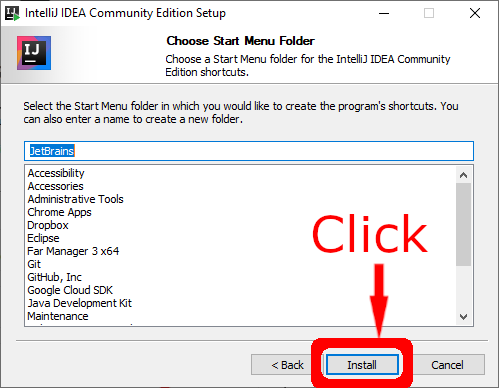 IntelliJ IDEA Community Edition Setup
IJ
Choose Start Menu Folder
Choose a Start Menu folder for the IntelliJ IDEA Community
Edition shortcuts.
Select the Start Menu folder in which you would like to create the program's shortcuts. You
can also enter a name to create a new folder.
JetBrains
Accessibility
Accessories
Administrative Tools
Chrome Apps
Dropbox
Eclipse
Far Manager 3 x64
Git
GitHub, Inc
Google Cloud SDK
Java Development Kit
Maintenance
Click
< Back
Install
Cancel